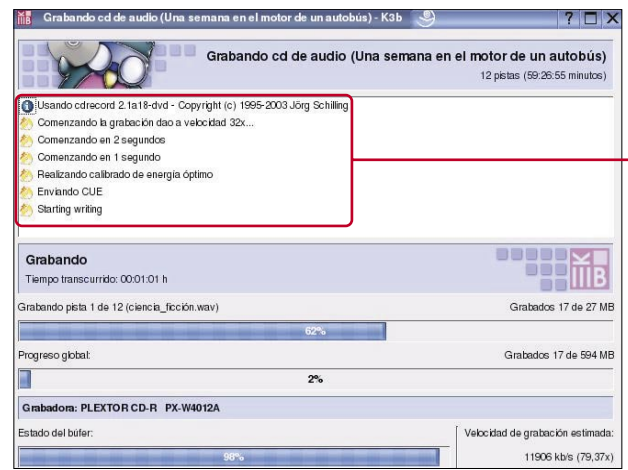 Grabando cd de audio (Una semana en el motor de un autobús) - K3b
Grabando cd de audio (Una semana en el motor de un autobús)
12 pistas (59:26:55 minutos)
Usando cdrecord 2.1a18-dvd - Copyright (c) 1995-2003 Jörg Schilling
Comenzando la grabación dao a velocidad 32x...
Comenzando en 2 segundos
Comenzando en 1 segundo
Realizando calibrado de energía óptimo
Enviando CUE
Starting writing
Grabando
Tiempo transcurrido: 00:01:01 h
K3B
Grabando pista 1 de 12 (ciencia_ficción.wav)
Grabados 17 de 27 MB
62%
Progreso global:
Grabados 17 de 594 MB
2%
Grabadora: PLEXTOR CD-R PX-W4012A
Estado del búfer:
Velocidad de grabación estimada:
98%
11906 kb/s (79,37x)